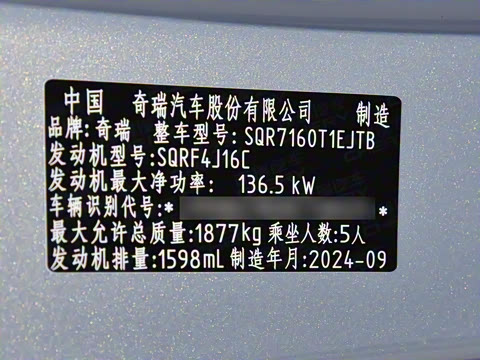 中国 奇瑞汽车股份有限公司 制造
品牌: 奇瑞 整车型号: SQR7160T1EJTB
发动机型号:SQRF4J16C
发动机最大净功率: 136.5 kW
车辆识别代号:* *
最大允许总质量:1877kg 乘坐人数:5人
发动机排量:1598mL 制造年月:2024-09